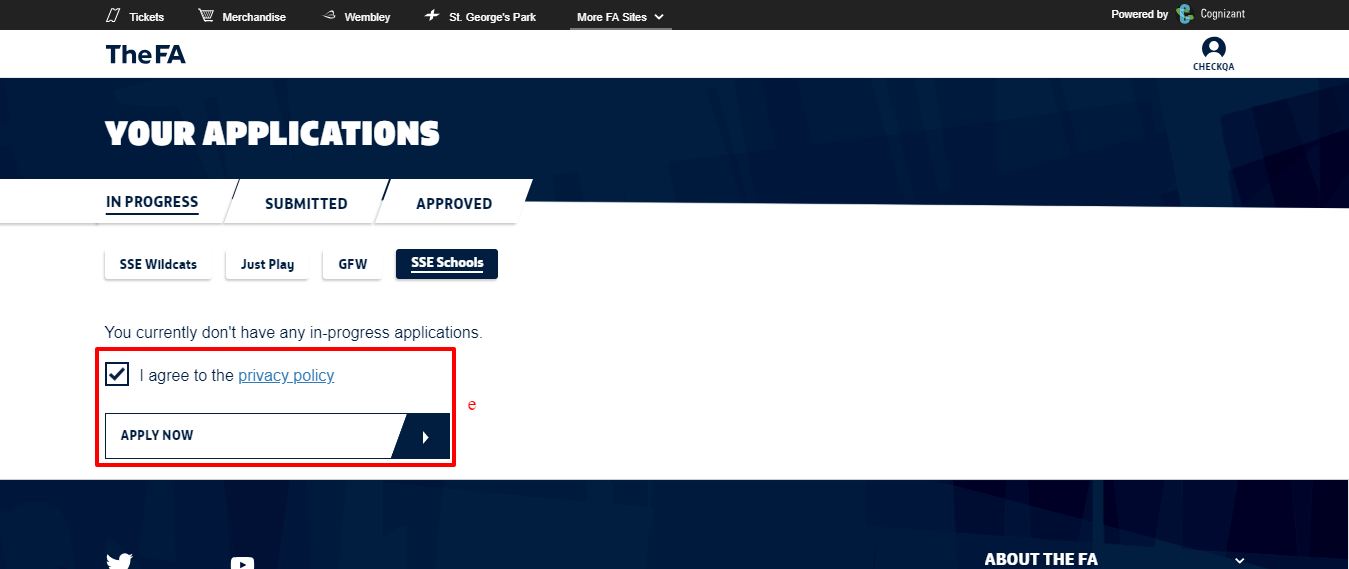 Tickets Merchandise Wembley St. George's Park More FA Sites Powered by Cognizant
TheFA
CHECKQA
YOUR APPLICATIONS
IN PROGRESS SUBMITTED APPROVED
SSE Wildcats Just Play GFW SSE Schools
You currently don't have any in-progress applications.
I agree to the privacy policy
e
APPLY NOW
ABOUT THE FA